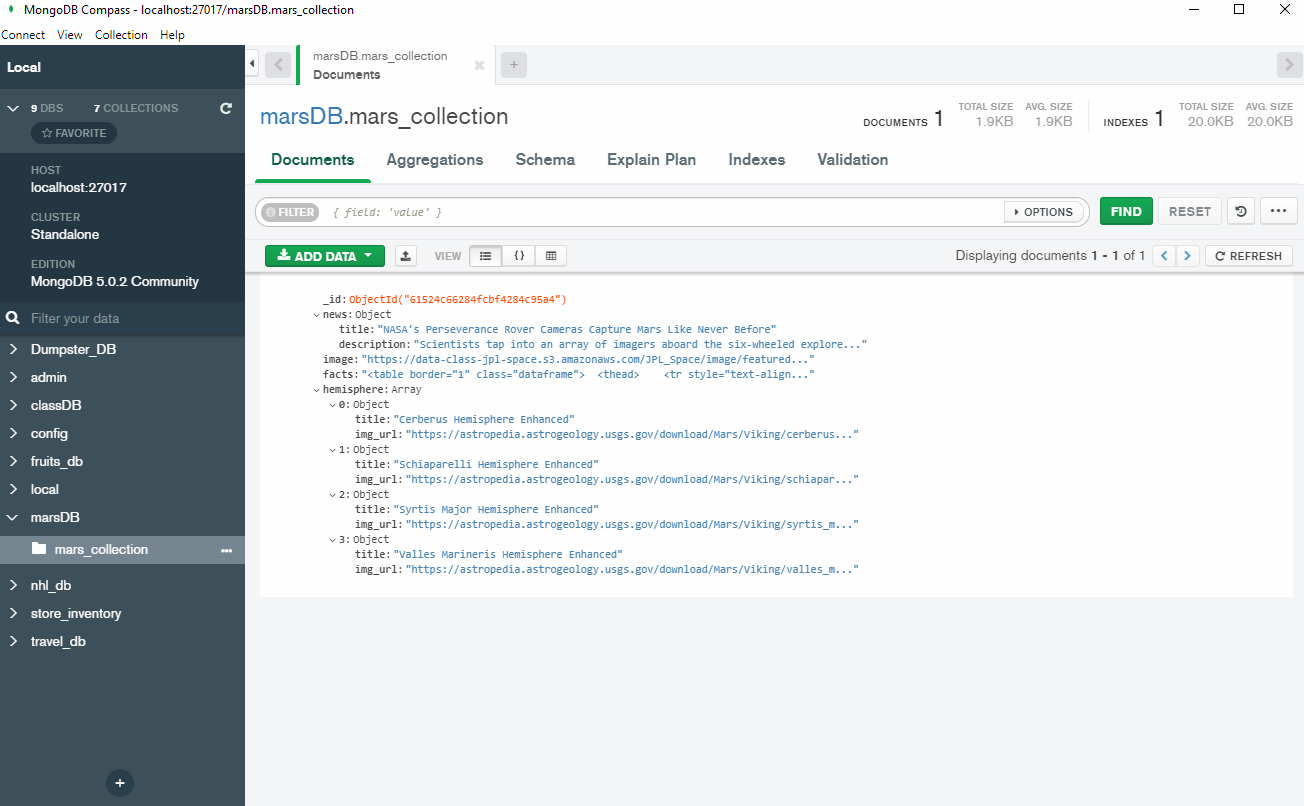 MongoDB Compass - localhost:27017/marsDB.mars_collection
Connect View Collection Help
Local
9 DBS 7 COLLECTIONS
FAVORITE
HOST
localhost:27017
CLUSTER
Standalone
EDITION
MongoDB 5.0.2 Community
Filter your data
Dumpster_DB
admin
classDB
config
fruits_db
local
marsDB
mars_collection
nhl_db
store_inventory
travel_db
marsDB.mars_collection
Documents
marsDB.mars_collection
DOCUMENTS 1 TOTAL SIZE 1.9KB AVG. SIZE 1.9KB
INDEXES 1 TOTAL SIZE 20.0KB AVG. SIZE 20.0KB
Documents Aggregations Schema Explain Plan Indexes Validation
FILTER { field: 'value' } OPTIONS FIND RESET
ADD DATA VIEW {} Displaying documents 1 - 1 of 1 REFRESH
_id: ObjectId("61524c66284fcbf4284c95a4")
news: Object
title: "NASA's Perseverance Rover Cameras Capture Mars Like Never Before"
description: "Scientists tap into an array of imagers aboard the six-wheeled explore..."
image: "https://data-class-jpl-space.s3.amazonaws.com/JPL_Space/image/featured..."
facts: "<table border="1" class="dataframe"> <thead> <tr style="text-align..."
hemisphere: Array
0: Object
title: "Cerberus Hemisphere Enhanced"
img_url: "https://astropedia.astrogeology.usgs.gov/download/Mars/Viking/cerberus..."
1: Object
title: "Schiaparelli Hemisphere Enhanced"
img_url: "https://astropedia.astrogeology.usgs.gov/download/Mars/Viking/schiapar..."
2: Object
title: "Syrtis Major Hemisphere Enhanced"
img_url: "https://astropedia.astrogeology.usgs.gov/download/Mars/Viking/syrtis_m..."
3: Object
title: "Valles Marineris Hemisphere Enhanced"
img_url: "https://astropedia.astrogeology.usgs.gov/download/Mars/Viking/valles_m..."